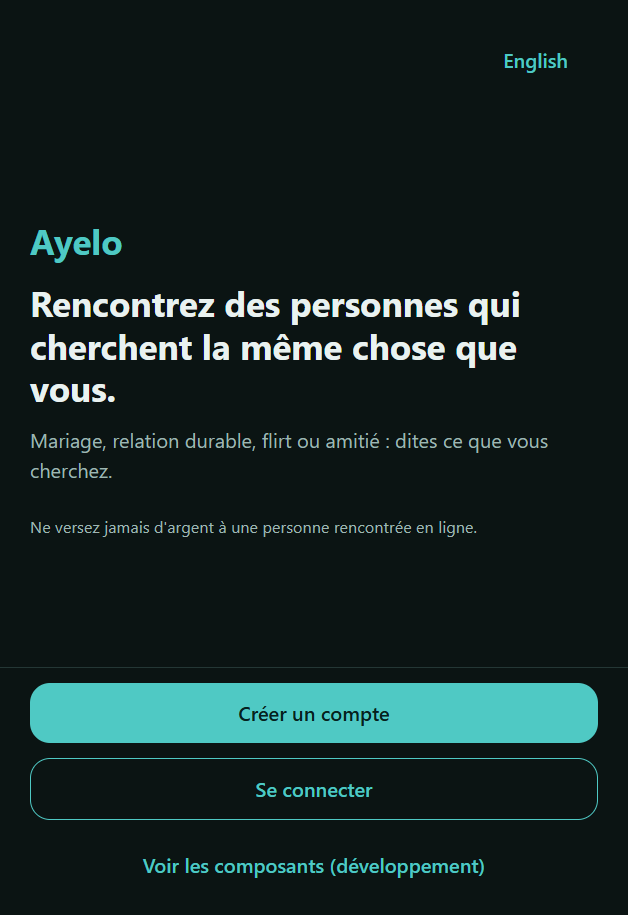 English
Ayelo
Rencontrez des personnes qui
cherchent la même chose que
vous.
Mariage, relation durable, flirt ou amitié : dites ce que vous
cherchez.
Ne versez jamais d'argent à une personne rencontrée en ligne.
Créer un compte
Se connecter
Voir les composants (développement)